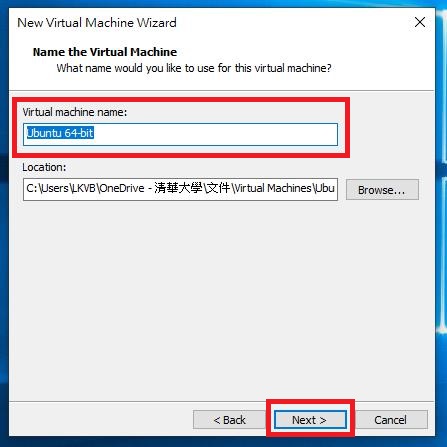 New Virtual Machine Wizard
Name the Virtual Machine
What name would you like to use for this virtual machine?
Virtual machine name:
Ubuntu 64-bit
Location:
C:\Users\LKVB\OneDrive - 清華大學\文件\Virtual Machines\Ubu
Browse...
< Back
Next >
Cancel